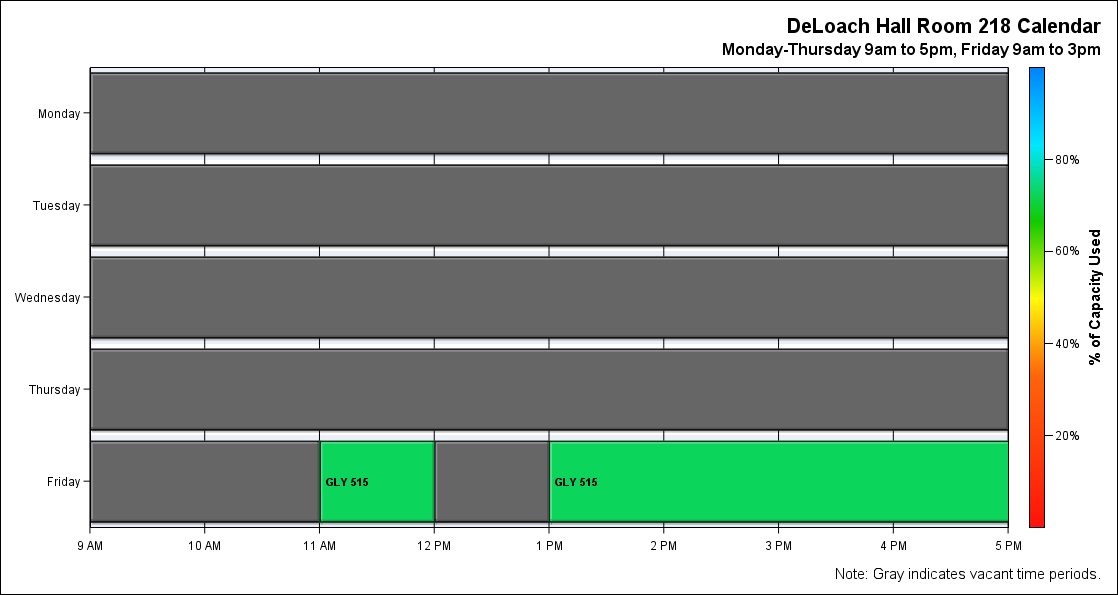 DeLoach Hall Room 218 Calendar
Monday-Thursday 9am to 5pm, Friday 9am to 3pm
Monday
Tuesday
Wednesday
Thursday
Friday
GLY 515
GLY 515
9 AM
10 AM
11 AM
12 PM
1 PM
2 PM
3 PM
4 PM
5 PM
80%
60%
40%
20%
% of Capacity Used
Note: Gray indicates vacant time periods.